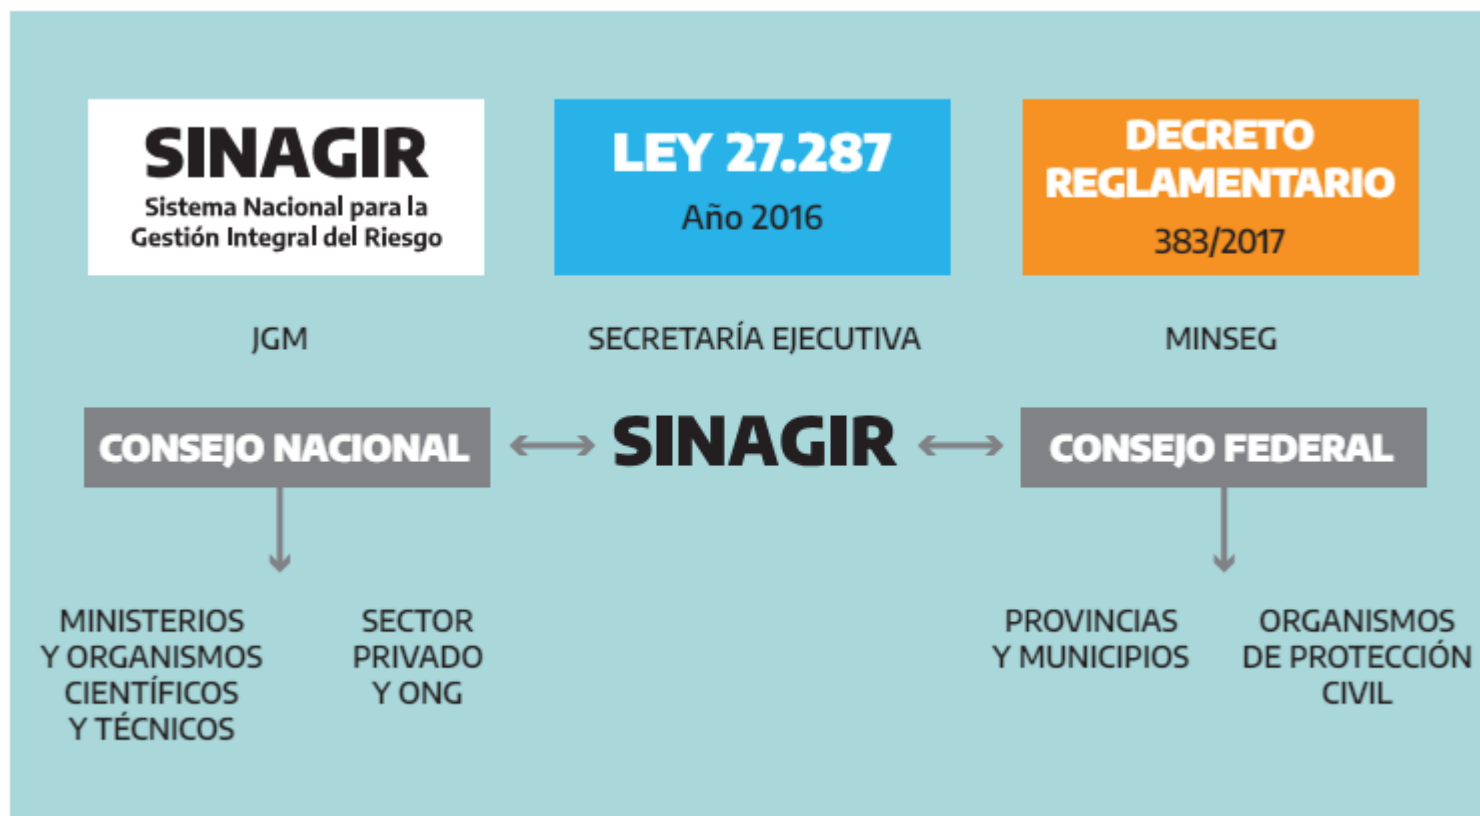 SINAGIR
Sistema Nacional para la
Gestión Integral del Riesgo
LEY 27.287
Año 2016
DECRETO
REGLAMENTARIO
383/2017
JGM
SECRETARÍA EJECUTIVA
MINSEG
CONSEJO NACIONAL
SINAGIR
CONSEJO FEDERAL
MINISTERIOS
Y ORGANISMOS
CIENTÍFICOS
Y TÉCNICOS
SECTOR
PRIVADO
Y ONG
PROVINCIAS
Y MUNICIPIOS
ORGANISMOS
DE PROTECCIÓN
CIVIL